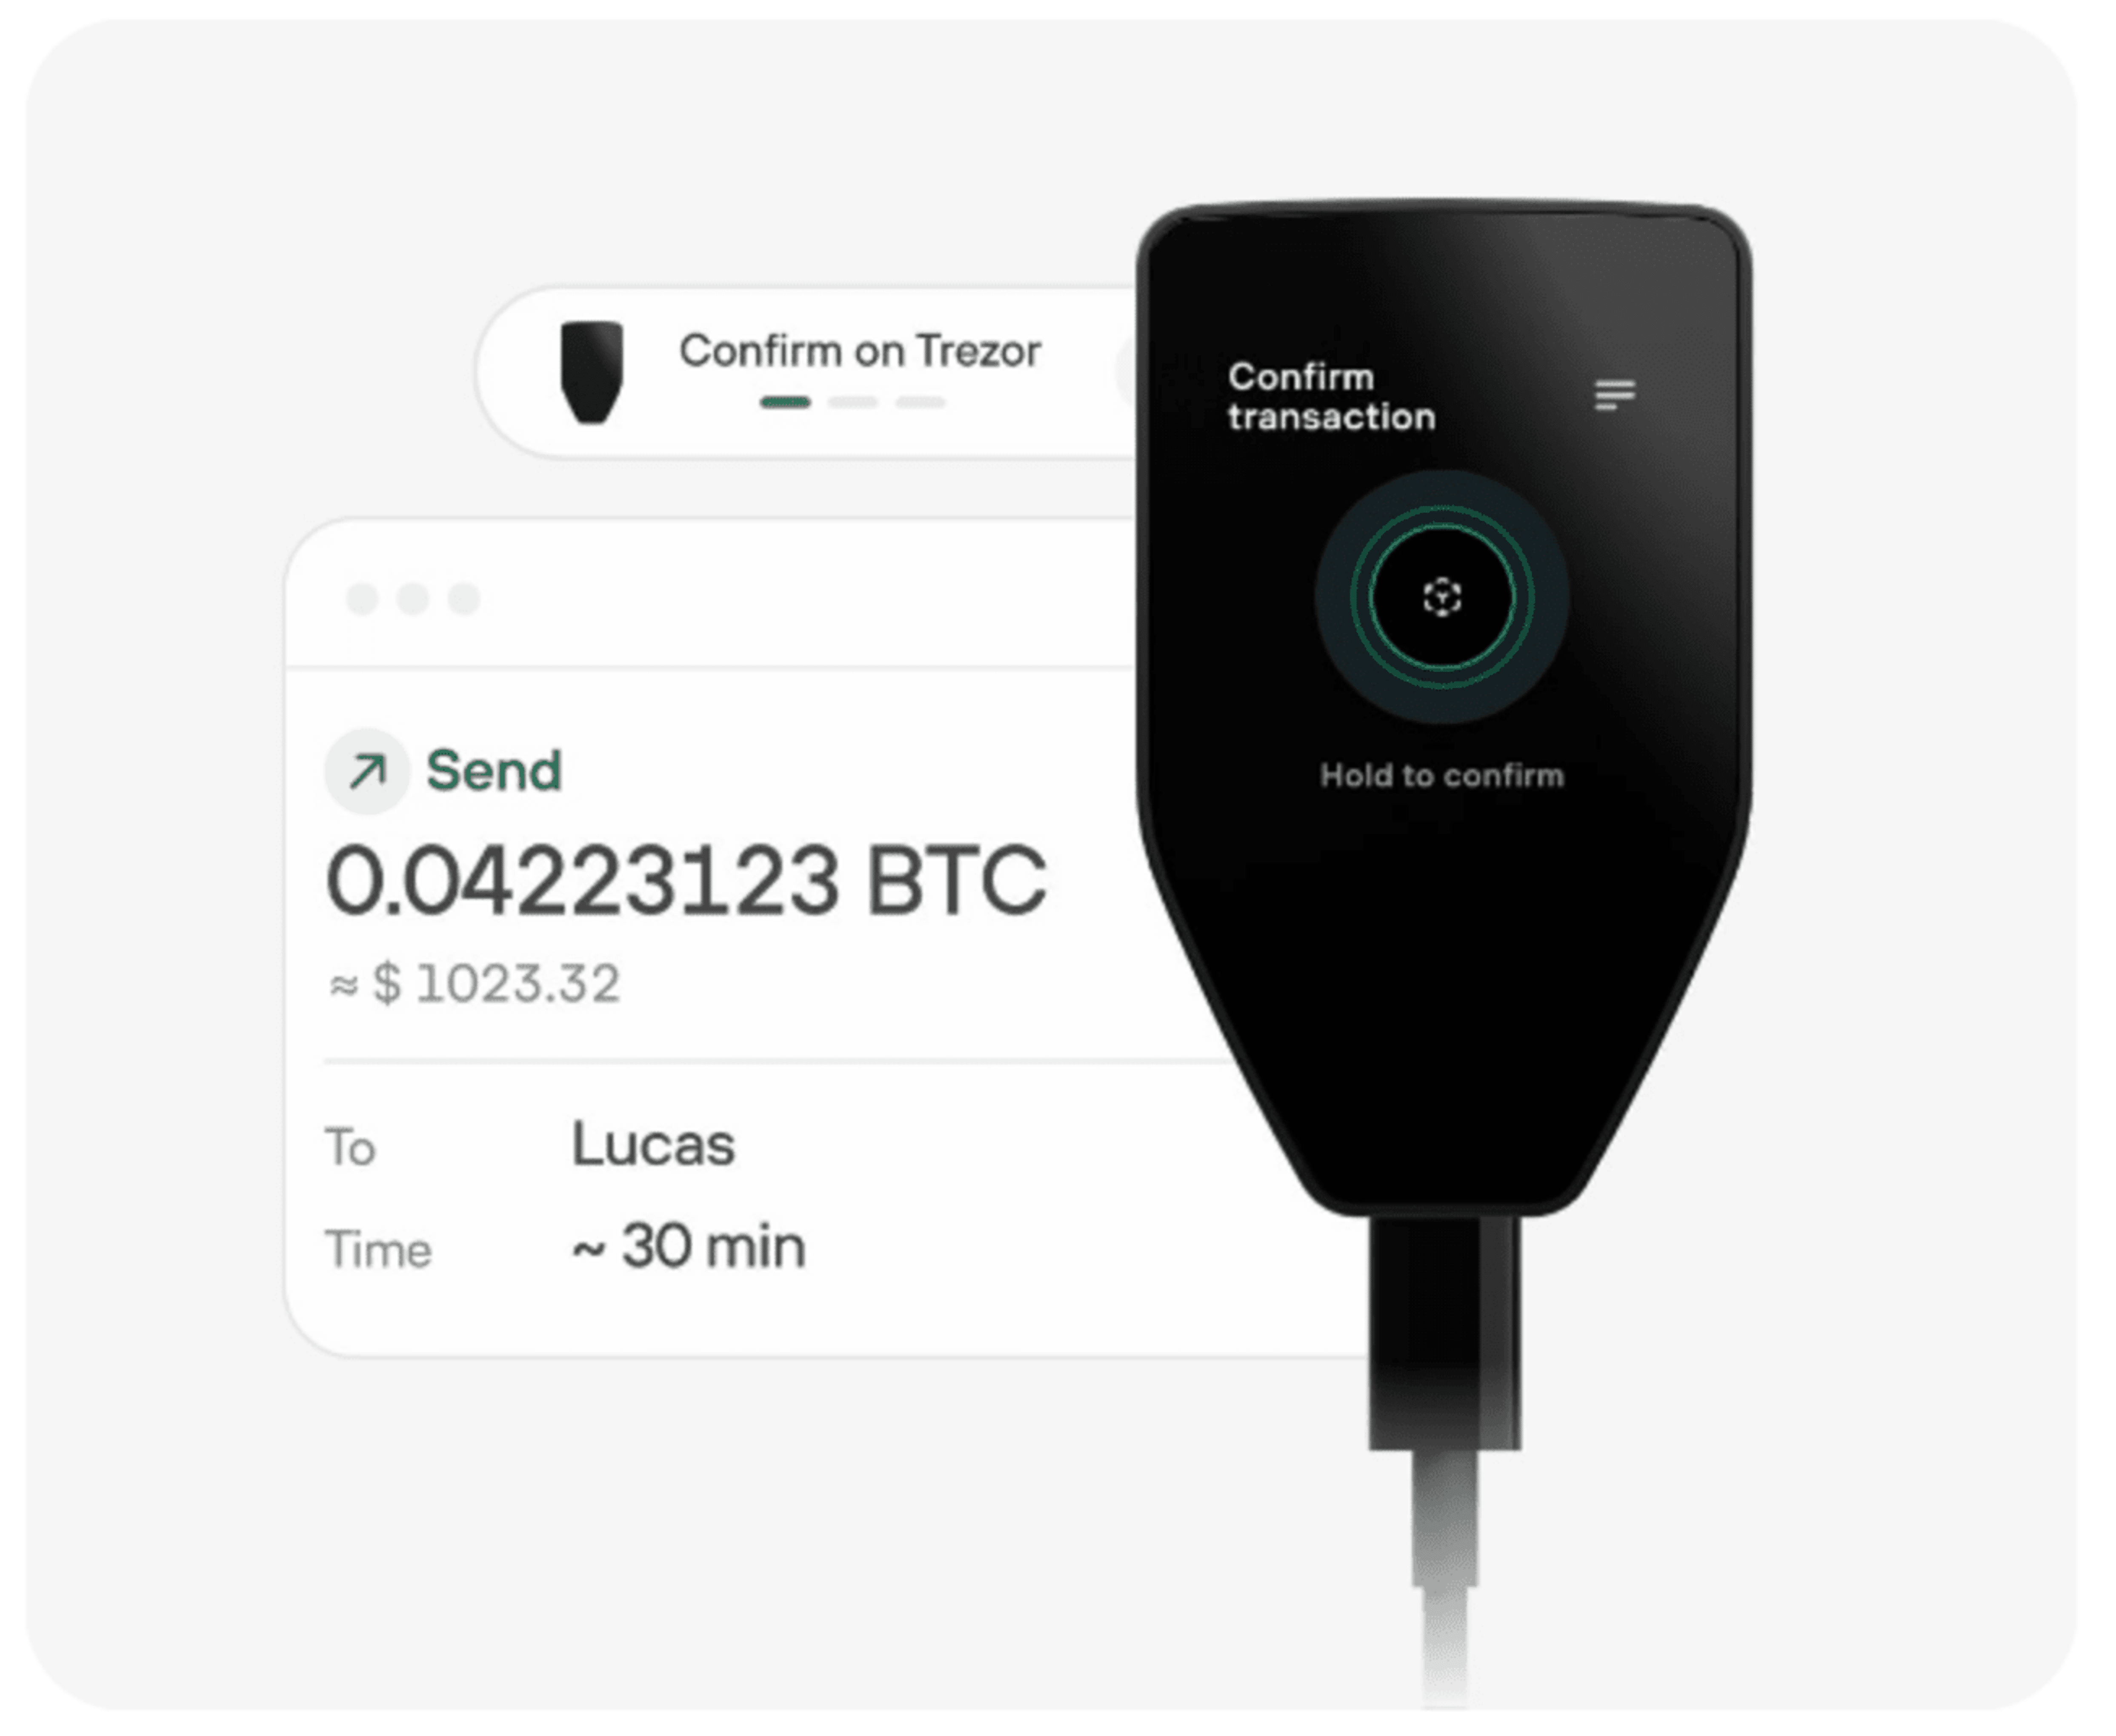 Confirm on Trezor
Confirm
transaction
Hold to confirm
Send
0.04223123 BTC
≈ $ 1023.32
To Lucas
Time ~ 30 min